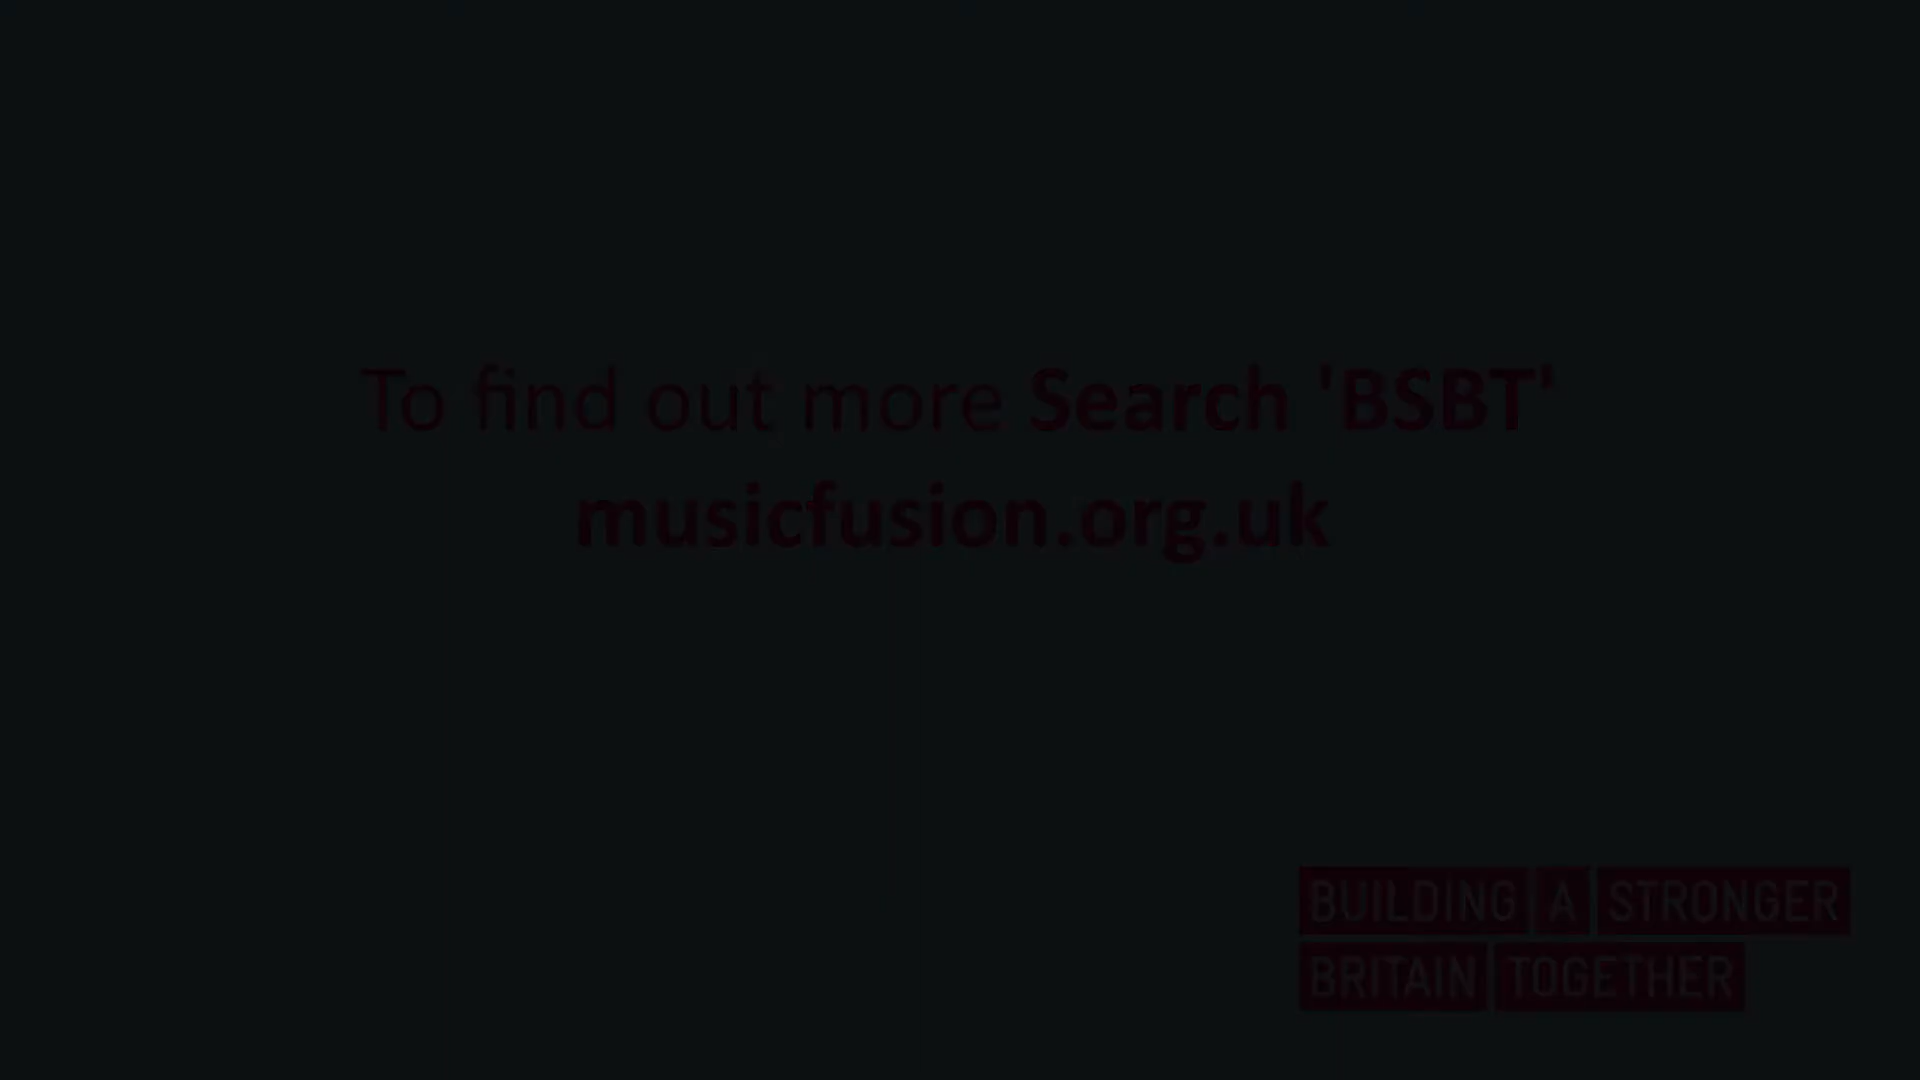 To find out more Search 'BSBT'
musicfusion.org.uk
BUILDING A STRONGER
BRITAIN TOGETHER